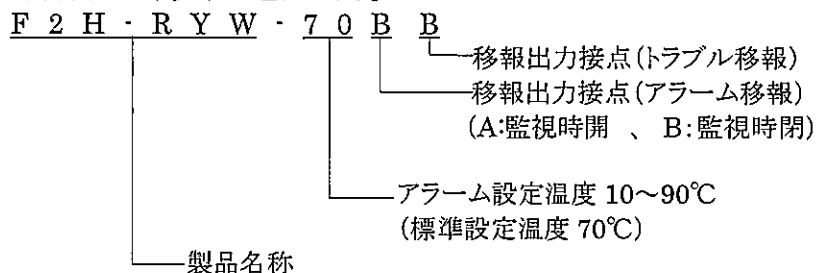 F2H-RYW-70BB
移報出力接点(トラブル移報)
移報出力接点(アラーム移報)
(A:監視時開 、 B:監視時閉)
アラーム設定温度 10~90℃
(標準設定温度 70℃)
製品名称